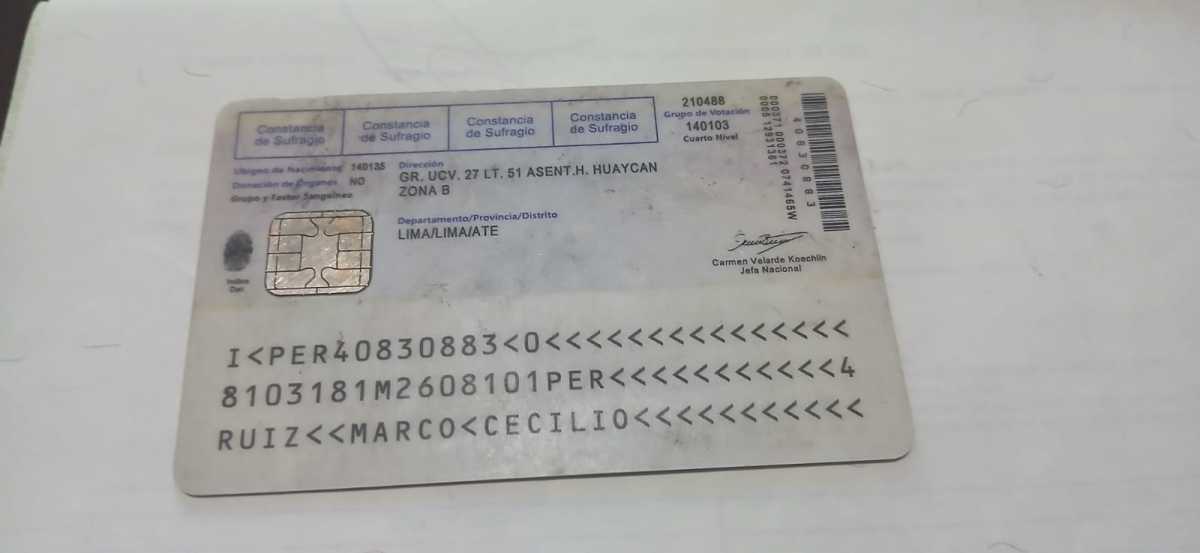 Constancia de Sufragio
Constancia de Sufragio
Constancia de Sufragio
Constancia de Sufragio
210488
Grupo de Votación
140103
Cuarto Nivel
Ubigeo de Nacimiento 140135
Donación de Órganos NO
Grupo y Factor Sanguíneo
Dirección
GR. UCV. 27 LT. 51 ASENT.H. HUAYCAN
ZONA B
Departamento/Provincia/Distrito
LIMA/LIMA/ATE
Índice
Der.
Carmen Velarde Koechlin
Jefa Nacional
40830883
I<PER40830883<0<<<<<<<<<<<<<<<
8103181M2608101PER<<<<<<<<<<<4
RUIZ<<MARCO<CECILIO<<<<<<<<<<<